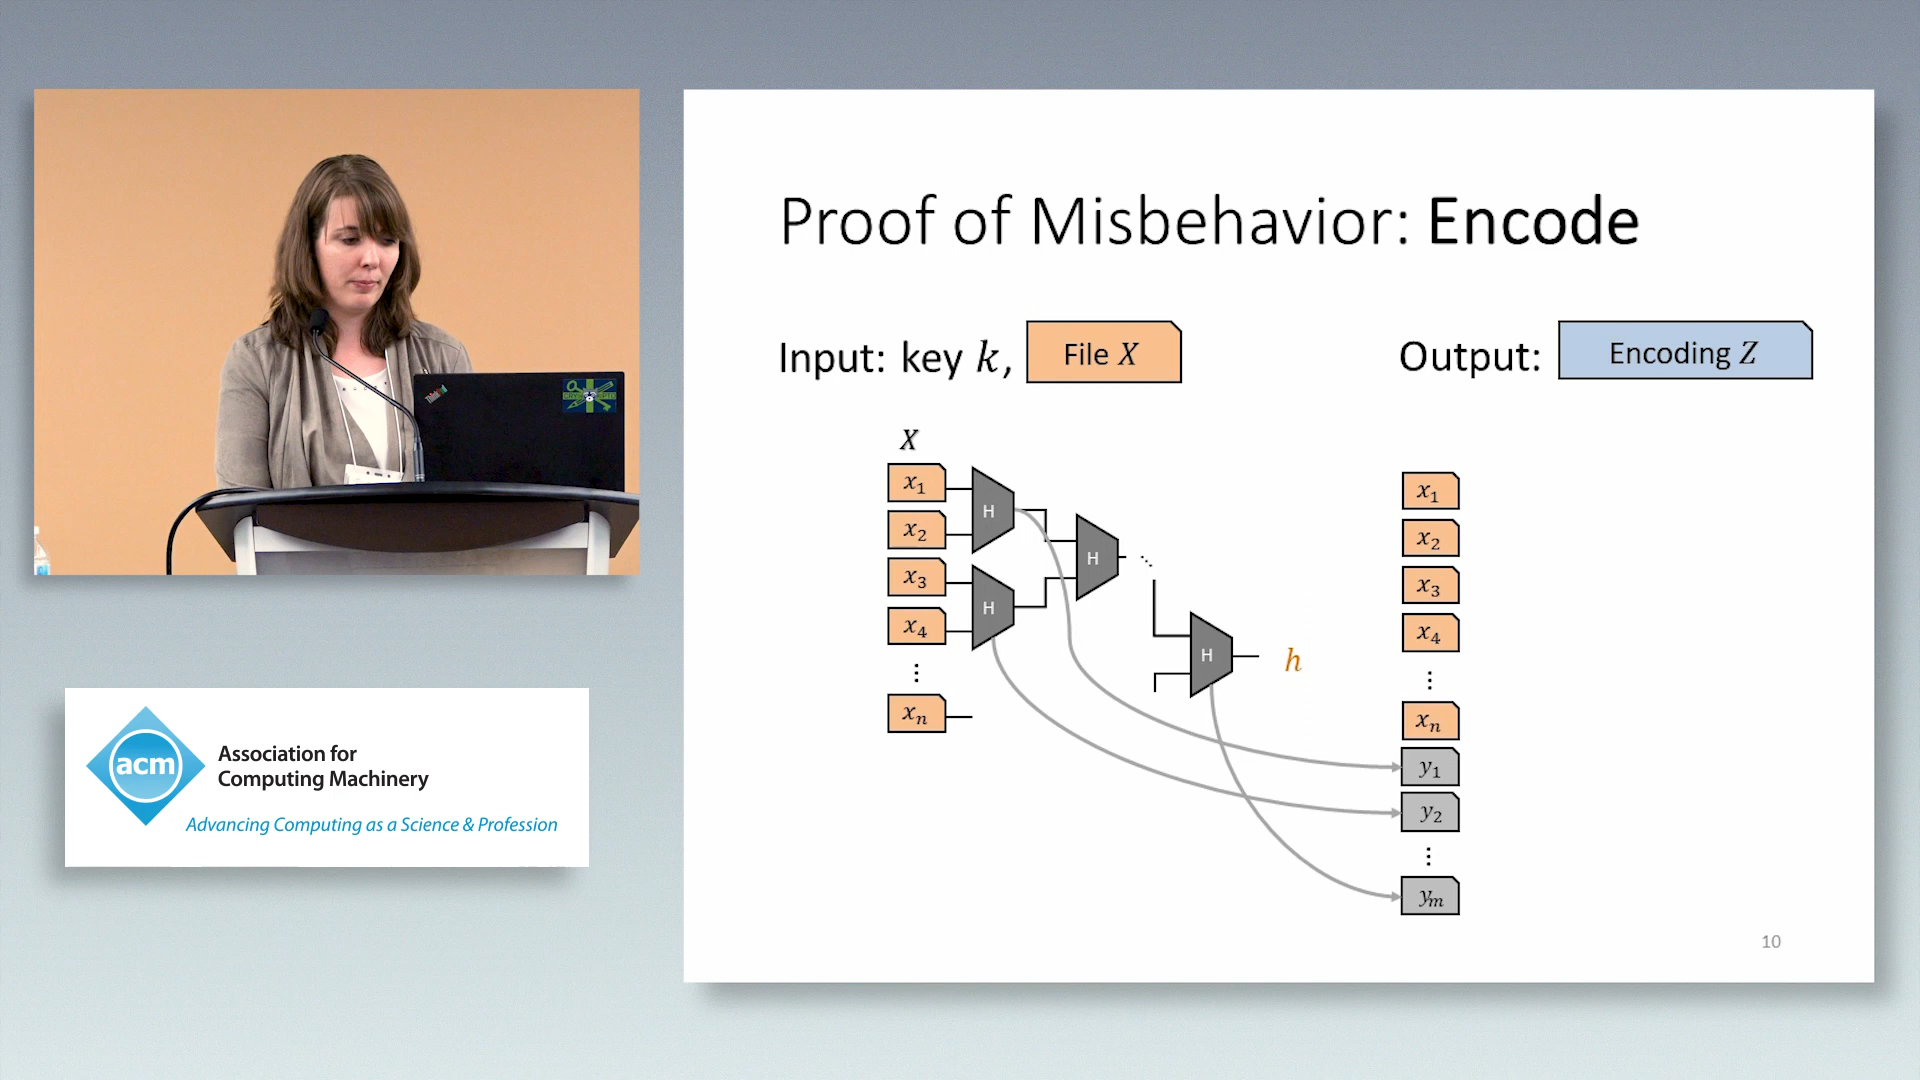 Proof of Misbehavior: Encode
Input: key k, File X
Output: Encoding Z
X
x₁
x₂
x₃
x₄
⋮
xₙ
H
H
H
⋱
H
h
x₁
x₂
x₃
x₄
⋮
xₙ
y₁
y₂
⋮
yₘ
10
acm
Association for
Computing Machinery
Advancing Computing as a Science & Profession